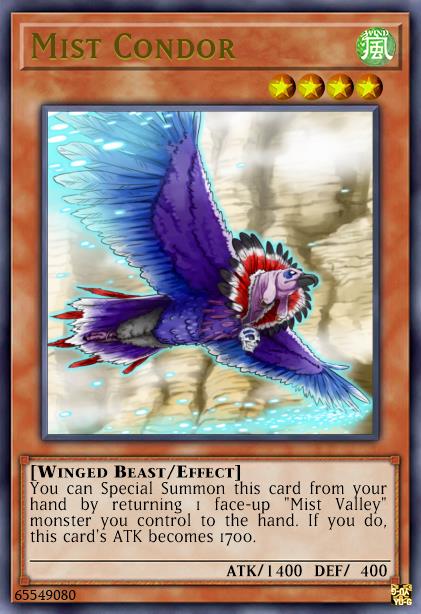 Mist Condor
WIND
風
[Winged Beast/Effect]
You can Special Summon this card from your
hand by returning 1 face-up "Mist Valley"
monster you control to the hand. If you do,
this card's ATK becomes 1700.
ATK/1400 DEF/ 400
65549080